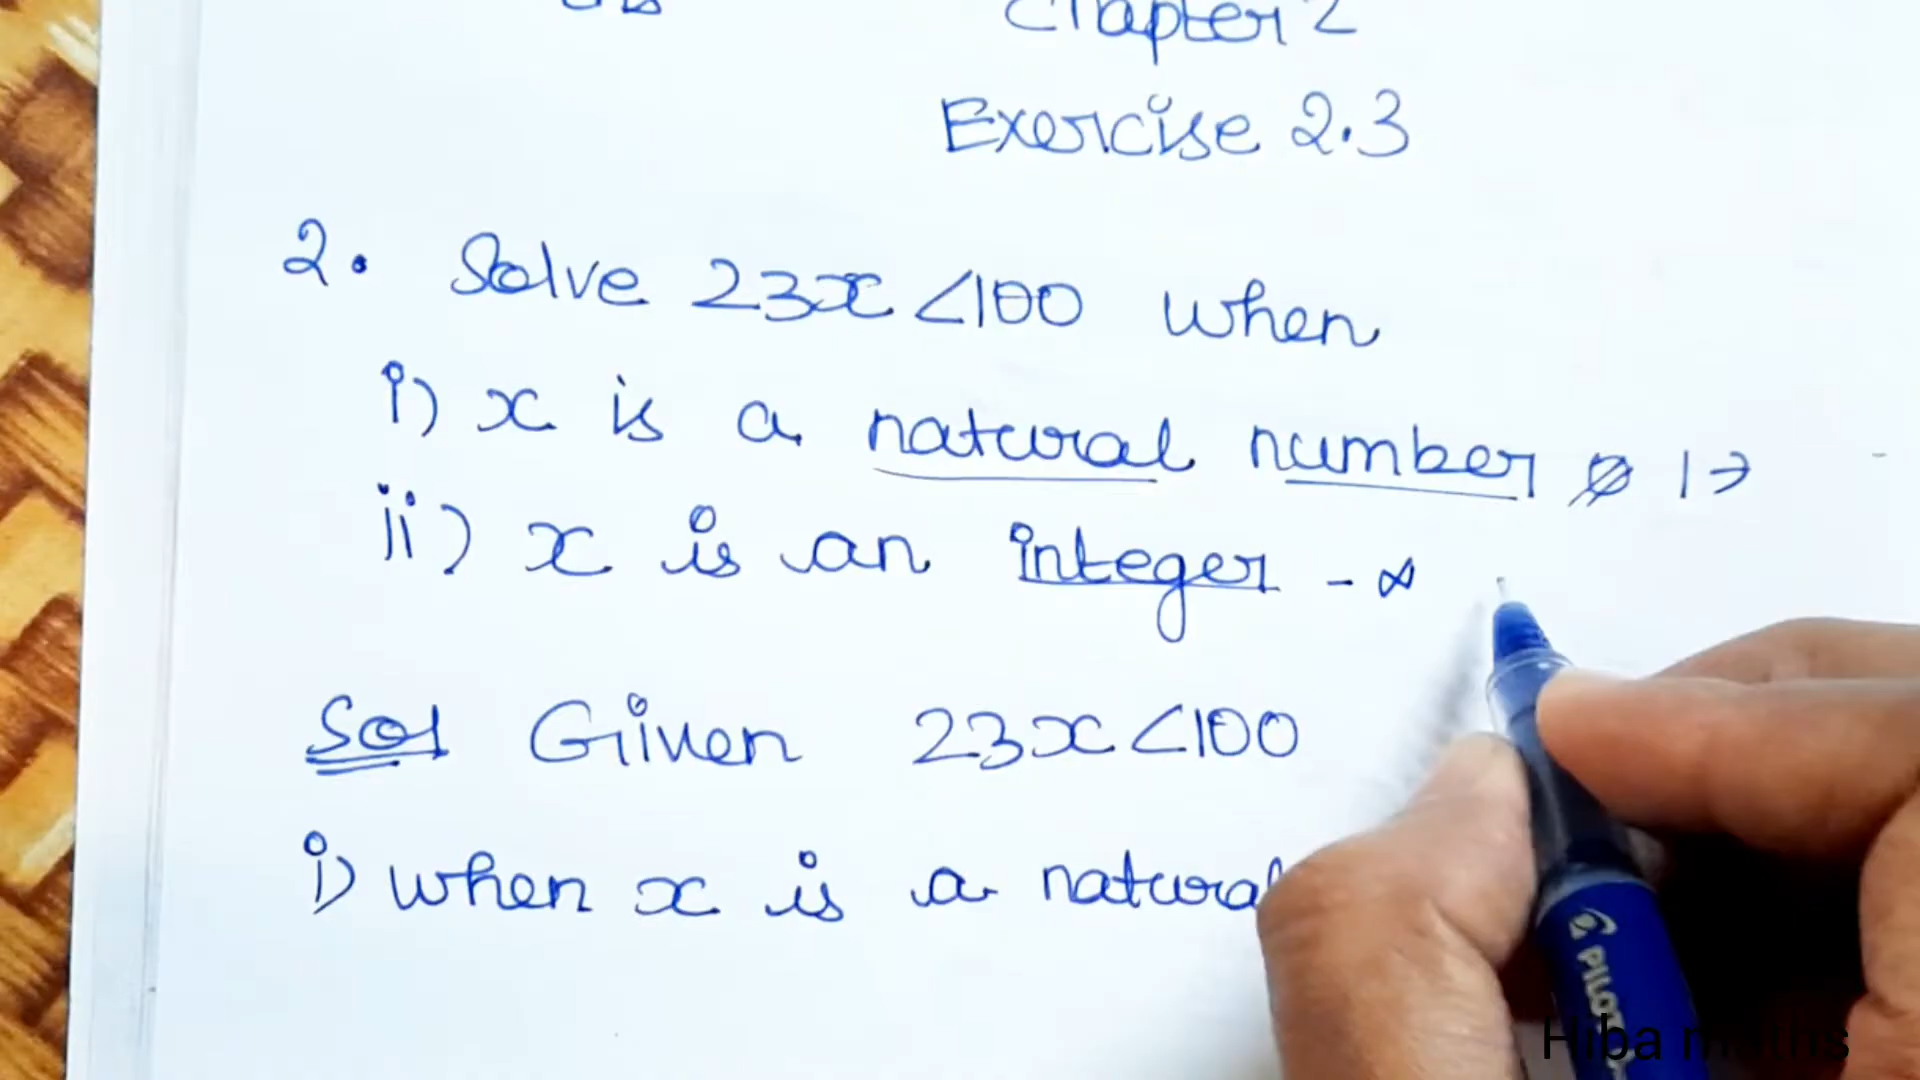 Chapter 2
Exercise 2.3
2. Solve 23x < 100 when
i) x is a natural number 1 →
ii) x is an integer - ∞
Sol Given 23x < 100
i) when x is a natural
PILOT
Hiba maths